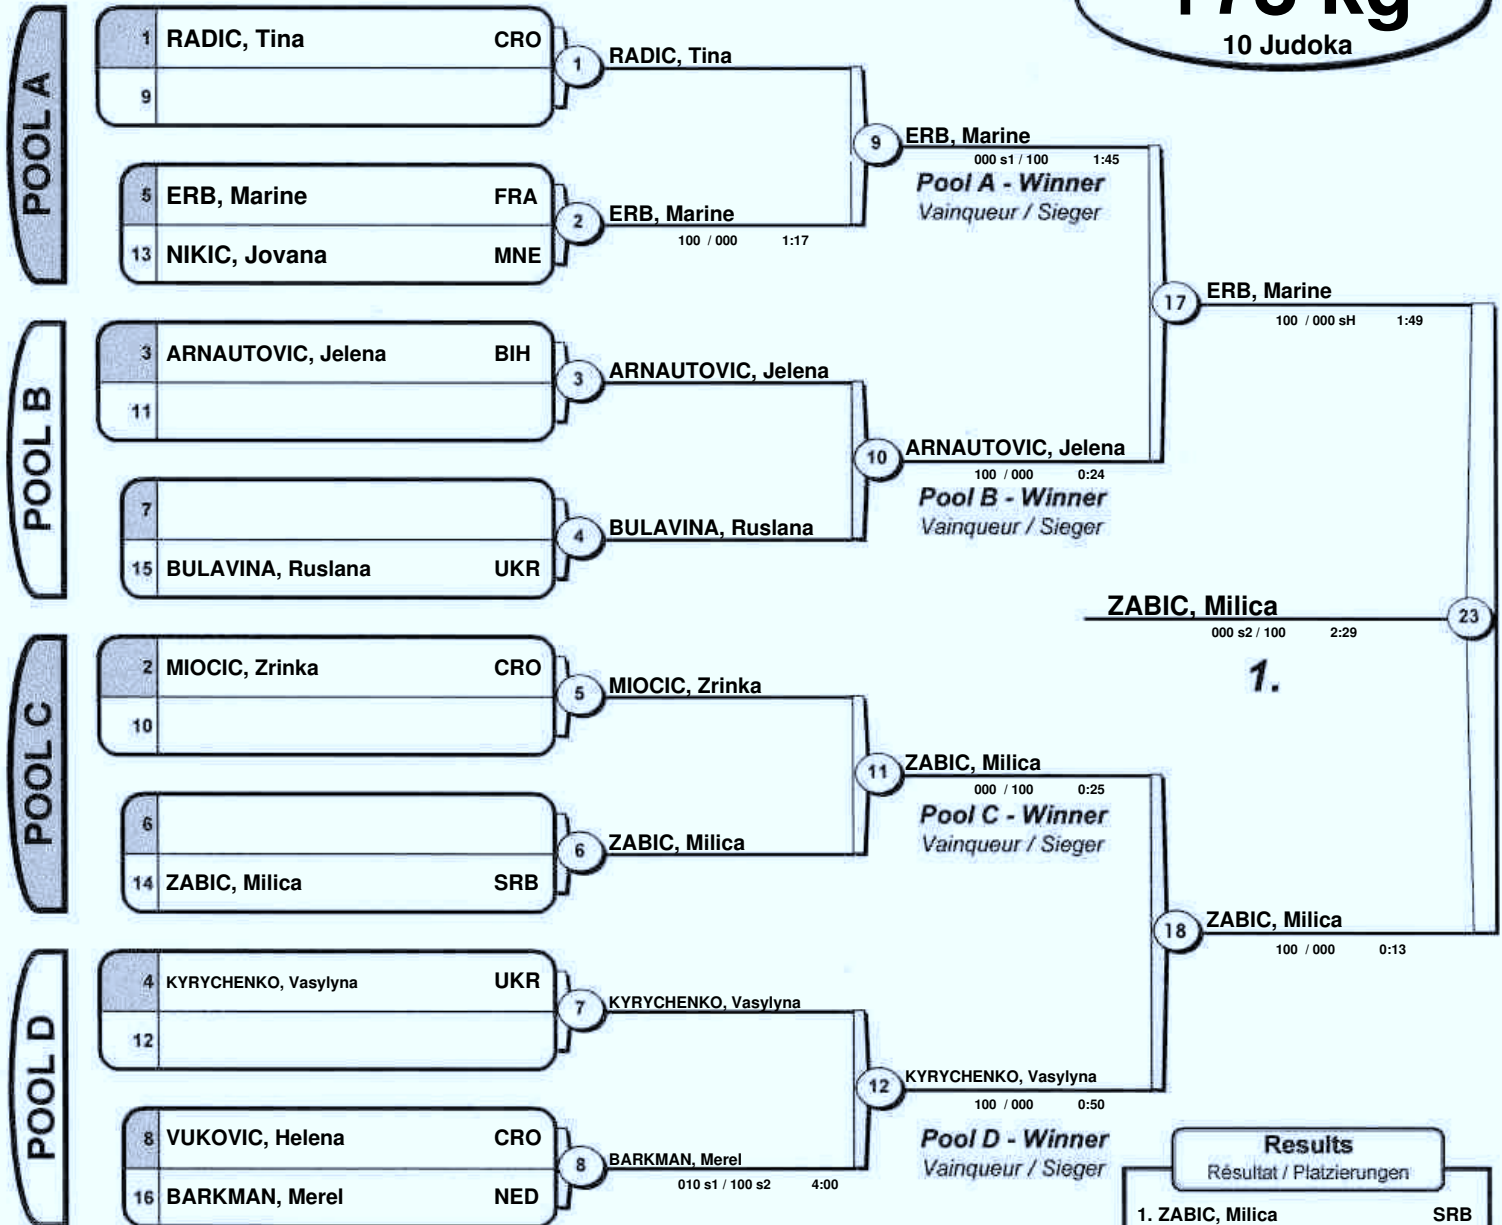 +78 kg
10 Judoka
POOL A
1 RADIC, Tina CRO
9
1
RADIC, Tina
5 ERB, Marine FRA
13 NIKIC, Jovana MNE
2
ERB, Marine
100 / 000 1:17
9
ERB, Marine
000 s1 / 100 1:45
Pool A - Winner
Vainqueur / Sieger
17
ERB, Marine
100 / 000 sH 1:49
POOL B
3 ARNAUTOVIC, Jelena BIH
11
3
ARNAUTOVIC, Jelena
7
15 BULAVINA, Ruslana UKR
4
BULAVINA, Ruslana
10
ARNAUTOVIC, Jelena
100 / 000 0:24
Pool B - Winner
Vainqueur / Sieger
ZABIC, Milica
23
000 s2 / 100 2:29
1.
POOL C
2 MIOCIC, Zrinka CRO
10
5
MIOCIC, Zrinka
6
14 ZABIC, Milica SRB
6
ZABIC, Milica
11
ZABIC, Milica
000 / 100 0:25
Pool C - Winner
Vainqueur / Sieger
18
ZABIC, Milica
100 / 000 0:13
POOL D
4 KYRYCHENKO, Vasylyna UKR
12
7
KYRYCHENKO, Vasylyna
8 VUKOVIC, Helena CRO
16 BARKMAN, Merel NED
8
BARKMAN, Merel
010 s1 / 100 s2 4:00
12
KYRYCHENKO, Vasylyna
100 / 000 0:50
Pool D - Winner
Vainqueur / Sieger
Results
Résultat / Platzierungen
1. ZABIC, Milica SRB